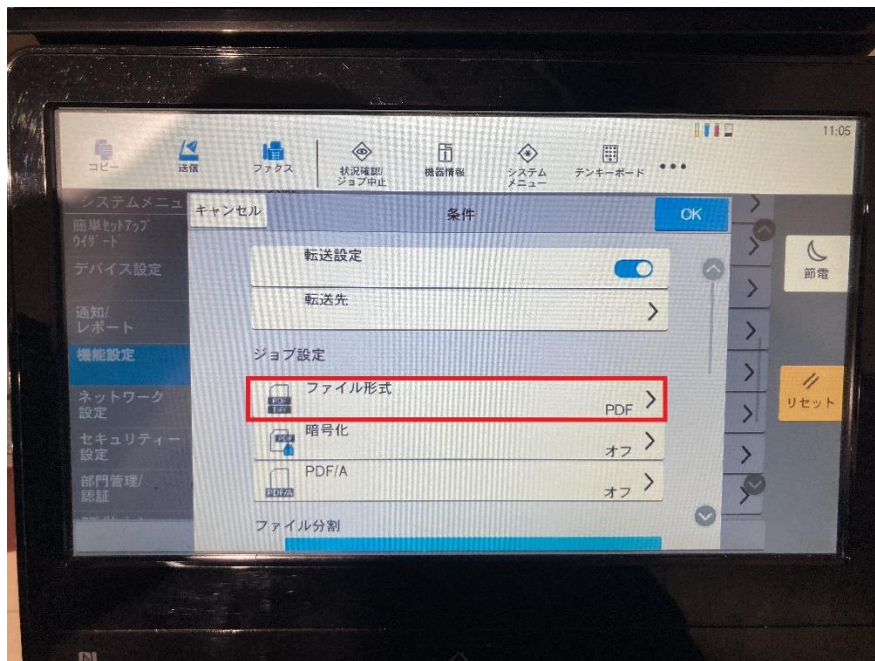 11:05
コピー
送信
ファクス
状況確認/
ジョブ中止
機器情報
システム
メニュー
テンキーボード
システムメニュ
キャンセル
条件
OK
簡単セットアップ
ウィザード
デバイス設定
通知/
レポート
機能設定
ネットワーク
設定
セキュリティー
設定
部門管理/
認証
転送設定
転送先
ジョブ設定
PDF
TIFF
ファイル形式
PDF
PDF
暗号化
オフ
PDF/A
PDF/A
オフ
ファイル分割
節電
リセット
N